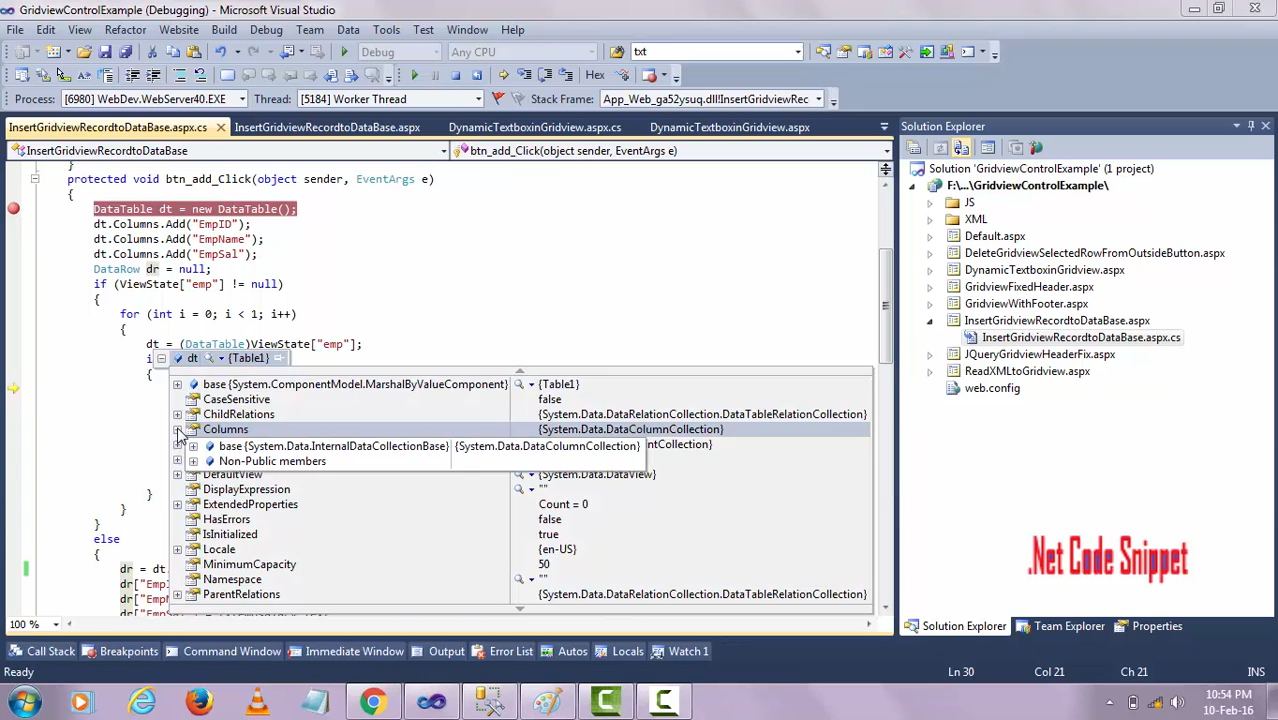 GridviewControlExample (Debugging) - Microsoft Visual Studio
File Edit View Refactor Website Build Debug Team Data Tools Test Window Help
Debug Any CPU txt
Hex
Process: [6980] WebDev.WebServer40.EXE Thread: [5184] Worker Thread Stack Frame: App_Web_ga52ysuq.dll!InsertGridviewRec
InsertGridviewRecordtoDataBase.aspx.cs InsertGridviewRecordtoDataBase.aspx DynamicTextboxinGridview.aspx.cs DynamicTextboxinGridview.aspx
InsertGridviewRecordtoDataBase btn_add_Click(object sender, EventArgs e)
}
protected void btn_add_Click(object sender, EventArgs e)
{
DataTable dt = new DataTable();
dt.Columns.Add("EmpID");
dt.Columns.Add("EmpName");
dt.Columns.Add("EmpSal");
DataRow dr = null;
if (ViewState["emp"] != null)
{
for (int i = 0; i < 1; i++)
{
dt = (DataTable)ViewState["emp"];
dt {Table1}
{
base {System.ComponentModel.MarshalByValueComponent} {Table1}
CaseSensitive false
ChildRelations {System.Data.DataRelationCollection.DataTableRelationCollection}
Columns {System.Data.DataColumnCollection}
base {System.Data.InternalDataCollectionBase} {System.Data.DataColumnCollection} ntCollection}
Non-Public members
DefaultView {System.Data.DataView}
DisplayExpression ""
}
ExtendedProperties Count = 0
}
HasErrors false
}
IsInitialized true
else
Locale {en-US}
{
MinimumCapacity 50
dr = dt.
Namespace ""
dr["Emp
ParentRelations {System.Data.DataRelationCollection.DataTableRelationCollection}
100 %
Solution Explorer
Solution 'GridviewControlExample' (1 project)
F:\...\GridviewControlExample\
JS
XML
Default.aspx
DeleteGridviewSelectedRowFromOutsideButton.aspx
DynamicTextboxinGridview.aspx
GridviewFixedHeader.aspx
GridviewWithFooter.aspx
InsertGridviewRecordtoDataBase.aspx
InsertGridviewRecordtoDataBase.aspx.cs
JQueryGridviewHeaderFix.aspx
ReadXMLtoGridview.aspx
web.config
.Net Code Snippet
Solution Explorer Team Explorer Properties
Call Stack Breakpoints Command Window Immediate Window Output Error List Autos Locals Watch 1
Ready Ln 30 Col 21 Ch 21 INS
10:54 PM
10-Feb-16